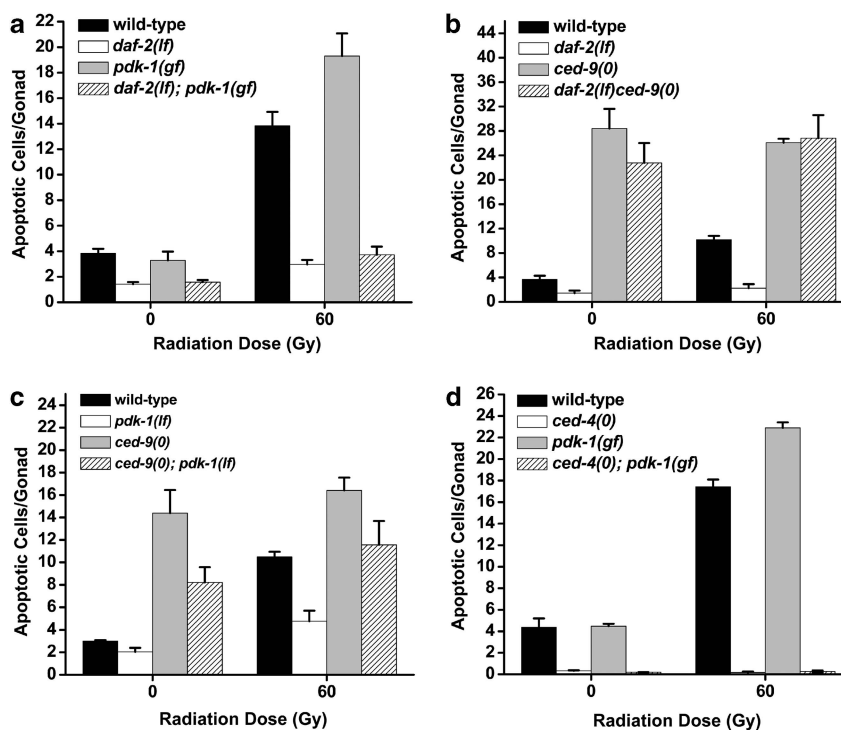 a
wild-type
daf-2(lf)
pdk-1(gf)
daf-2(lf); pdk-1(gf)
Apoptotic Cells/Gonad
22
20
18
16
14
12
10
8
6
4
2
0
0
60
Radiation Dose (Gy)
b
wild-type
daf-2(lf)
ced-9(0)
daf-2(lf)ced-9(0)
Apoptotic Cells/Gonad
44
40
36
32
28
24
20
16
12
8
4
0
0
60
Radiation Dose (Gy)
c
wild-type
pdk-1(lf)
ced-9(0)
ced-9(0); pdk-1(lf)
Apoptotic Cells/Gonad
24
22
20
18
16
14
12
10
8
6
4
2
0
0
60
Radiation Dose (Gy)
d
wild-type
ced-4(0)
pdk-1(gf)
ced-4(0); pdk-1(gf)
Apoptotic Cells/Gonad
26
24
22
20
18
16
14
12
10
8
6
4
2
0
0
60
Radiation Dose (Gy)